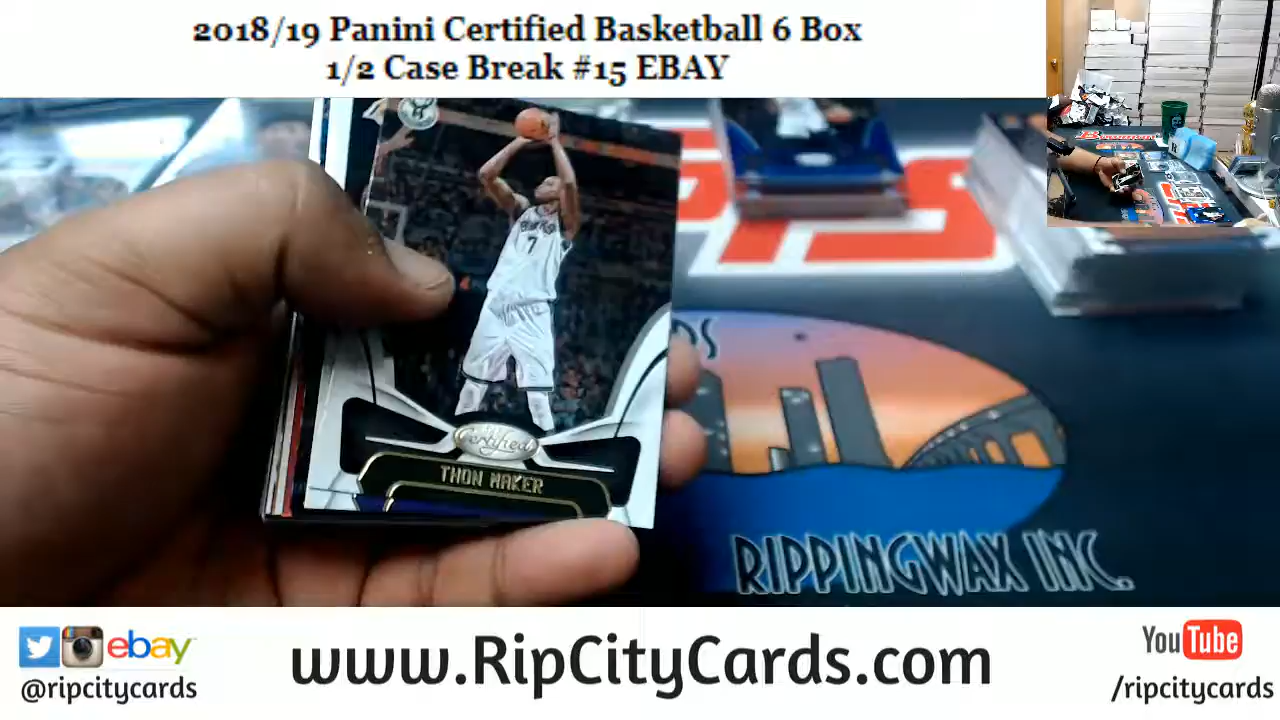 2018/19 Panini Certified Basketball 6 Box
1/2 Case Break #15 EBAY
7
Certified
THON MAKER
RIPPINGWAX INC.
ebay
@ripcitycards
www.RipCityCards.com
YouTube
/ripcitycards